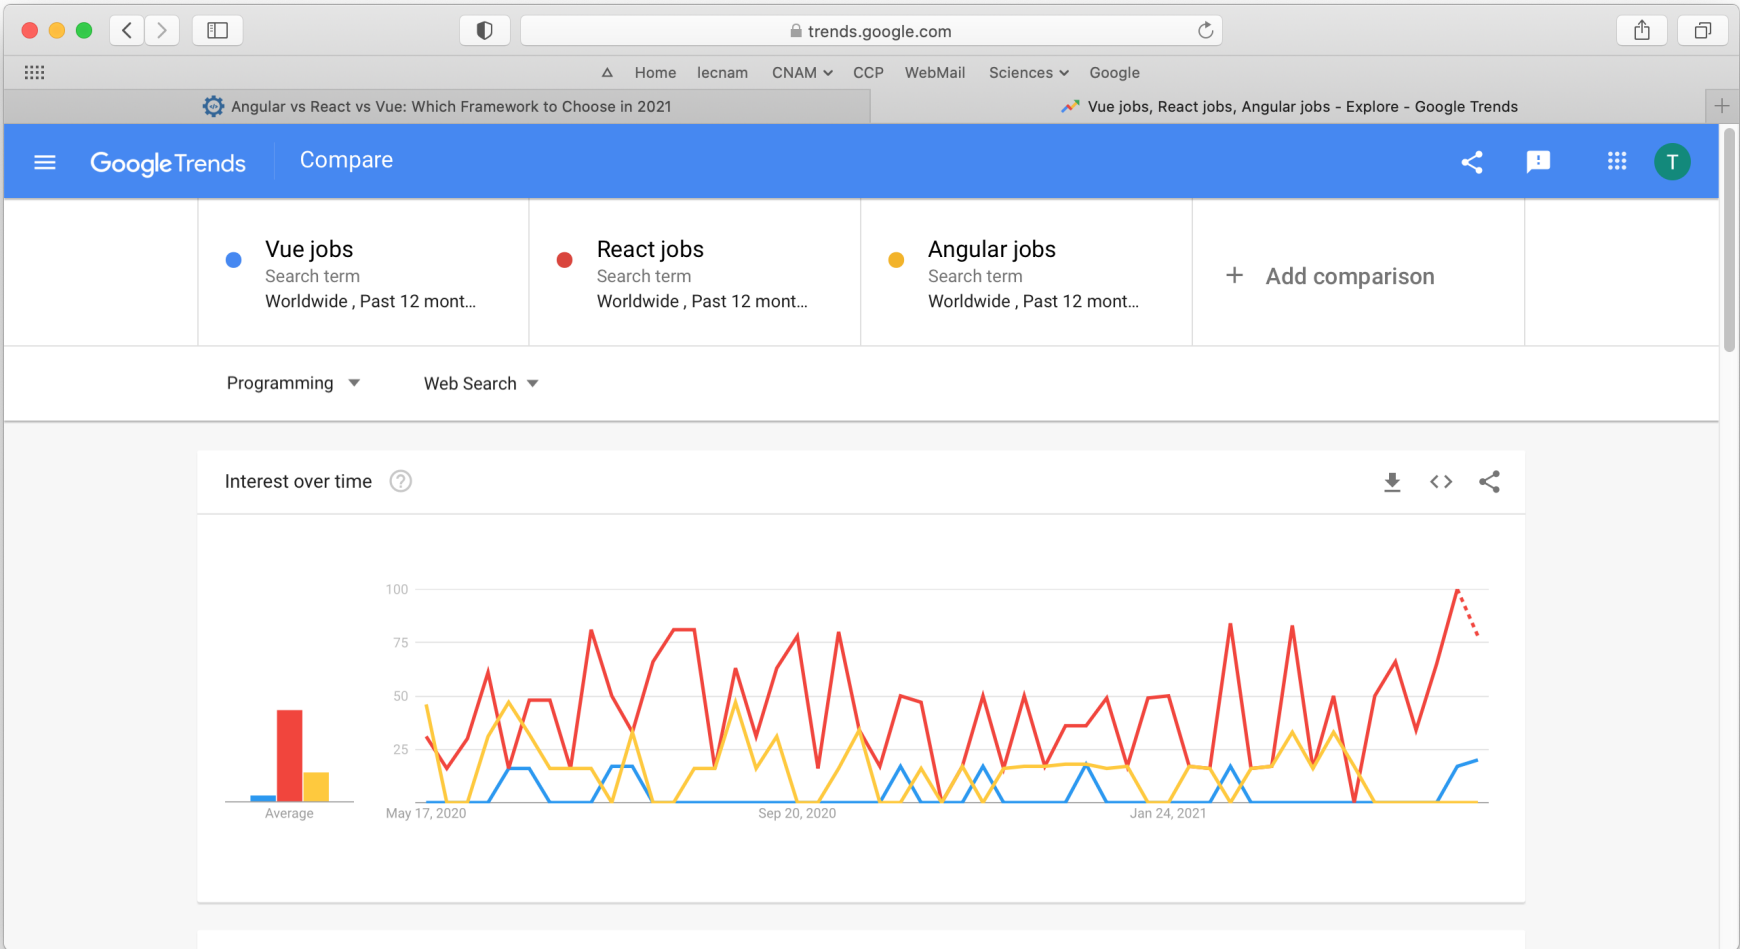 trends.google.com
Home lecnam CNAM CCP WebMail Sciences Google
Angular vs React vs Vue: Which Framework to Choose in 2021
Vue jobs, React jobs, Angular jobs - Explore - Google Trends
Google Trends Compare
T
Vue jobs
Search term
Worldwide , Past 12 mont...
React jobs
Search term
Worldwide , Past 12 mont...
Angular jobs
Search term
Worldwide , Past 12 mont...
+ Add comparison
Programming Web Search
Interest over time ?
100
75
50
25
Average May 17, 2020 Sep 20, 2020 Jan 24, 2021